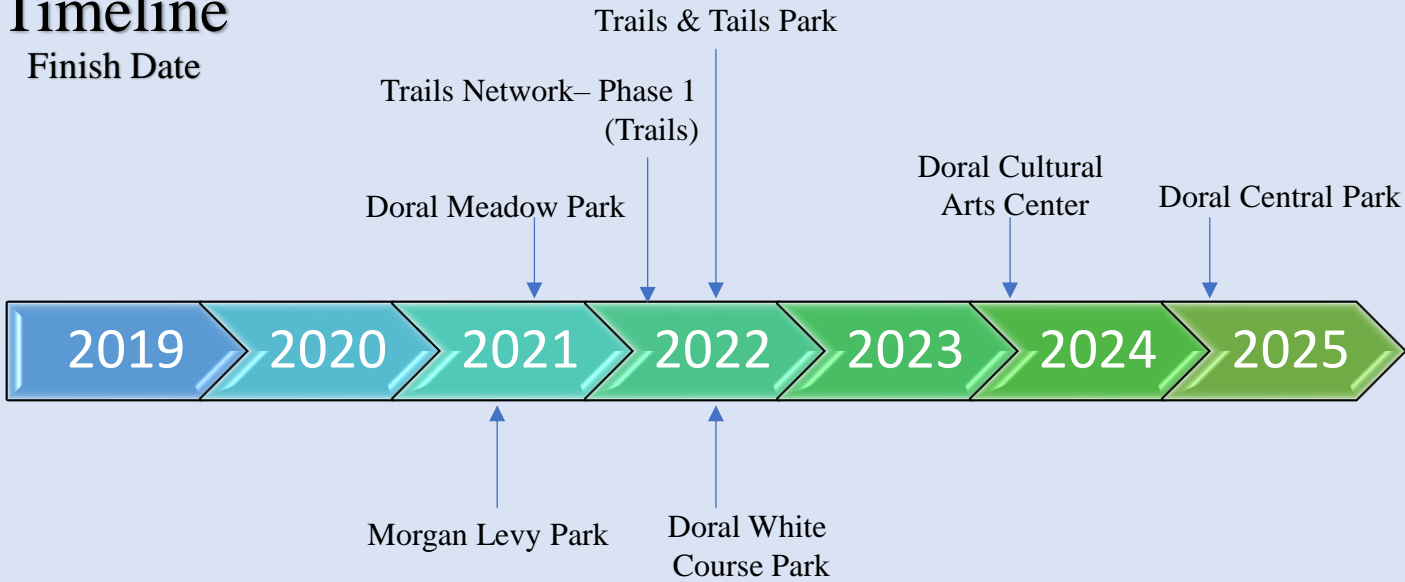 Timeline
Finish Date
Trails & Tails Park
Trails Network– Phase 1
(Trails)
Doral Meadow Park
Doral Cultural
Arts Center
Doral Central Park
2019
2020
2021
2022
2023
2024
2025
Morgan Levy Park
Doral White
Course Park